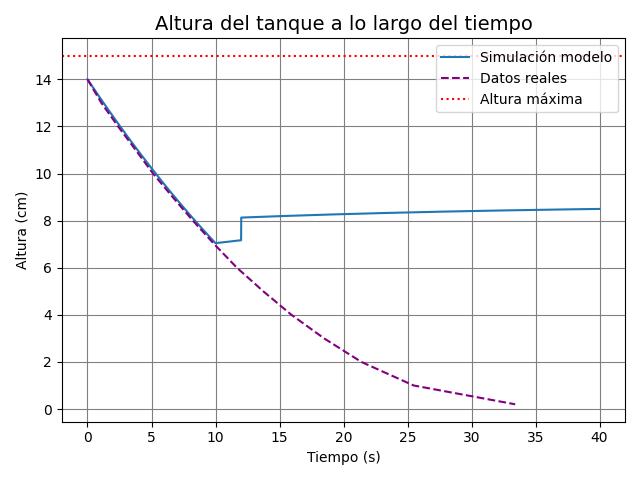 Altura del tanque a lo largo del tiempo
Simulación modelo
Datos reales
Altura máxima
Altura (cm)
14
12
10
8
6
4
2
0
0 5 10 15 20 25 30 35 40
Tiempo (s)